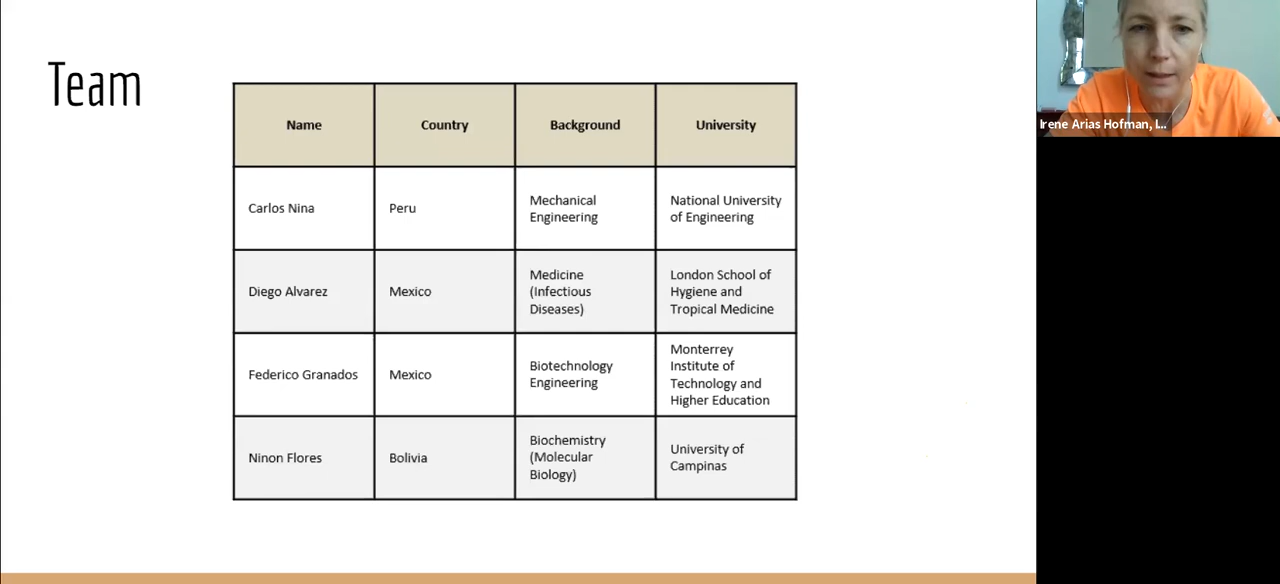 Team
Name Country Background University
Carlos Nina Peru Mechanical
Engineering National University
of Engineering
Diego Alvarez Mexico Medicine
(Infectious
Diseases) London School of
Hygiene and
Tropical Medicine
Federico Granados Mexico Biotechnology
Engineering Monterrey
Institute of
Technology and
Higher Education
Ninon Flores Bolivia Biochemistry
(Molecular
Biology) University of
Campinas
Irene Arias Hofman, I...